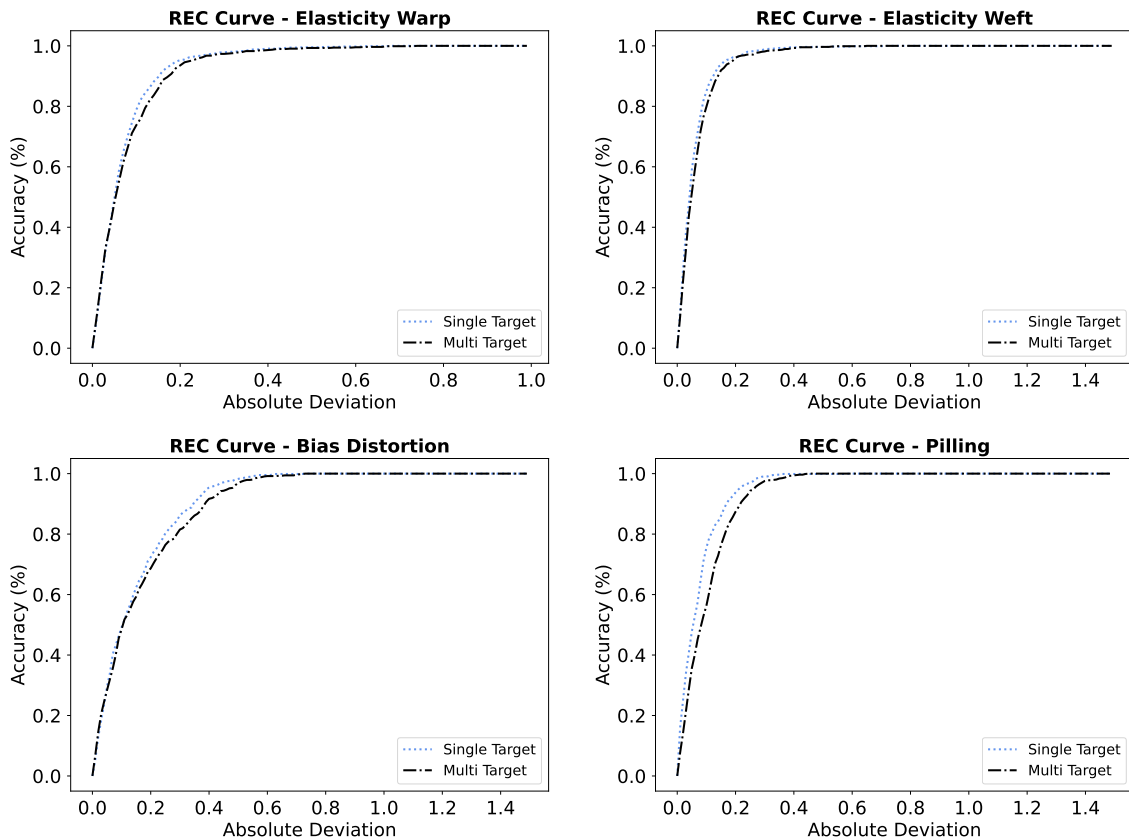 REC Curve - Elasticity Warp
Accuracy (%)
1.0
0.8
0.6
0.4
0.2
0.0
0.0 0.2 0.4 0.6 0.8 1.0
Absolute Deviation
Single Target
Multi Target
REC Curve - Elasticity Weft
Accuracy (%)
1.0
0.8
0.6
0.4
0.2
0.0
0.0 0.2 0.4 0.6 0.8 1.0 1.2 1.4
Absolute Deviation
Single Target
Multi Target
REC Curve - Bias Distortion
Accuracy (%)
1.0
0.8
0.6
0.4
0.2
0.0
0.0 0.2 0.4 0.6 0.8 1.0 1.2 1.4
Absolute Deviation
Single Target
Multi Target
REC Curve - Pilling
Accuracy (%)
1.0
0.8
0.6
0.4
0.2
0.0
0.0 0.2 0.4 0.6 0.8 1.0 1.2 1.4
Absolute Deviation
Single Target
Multi Target